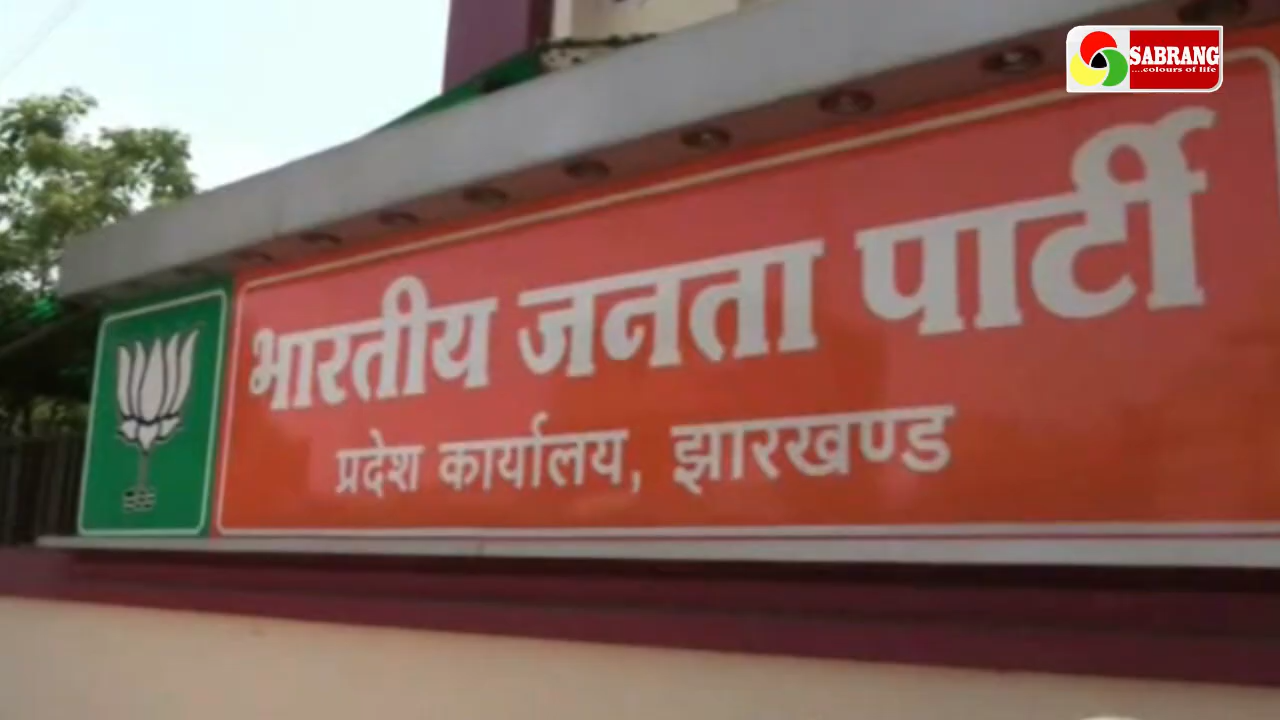 SABRANG
....colours of life
भारतीय जनता पार्टी
प्रदेश कार्यालय, झारखण्ड